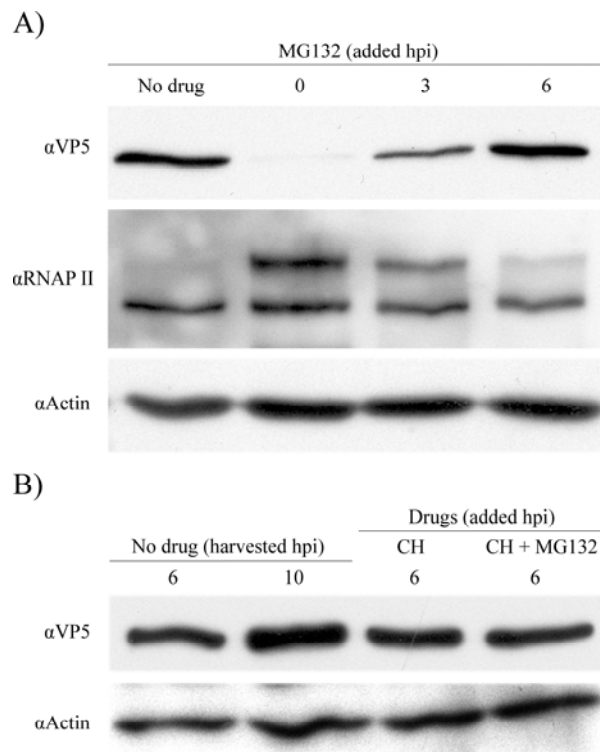 A)
MG132 (added hpi)
No drug 0 3 6
αVP5
αRNAP II
αActin
B)
Drugs (added hpi)
No drug (harvested hpi) CH CH + MG132
6 10 6 6
αVP5
αActin